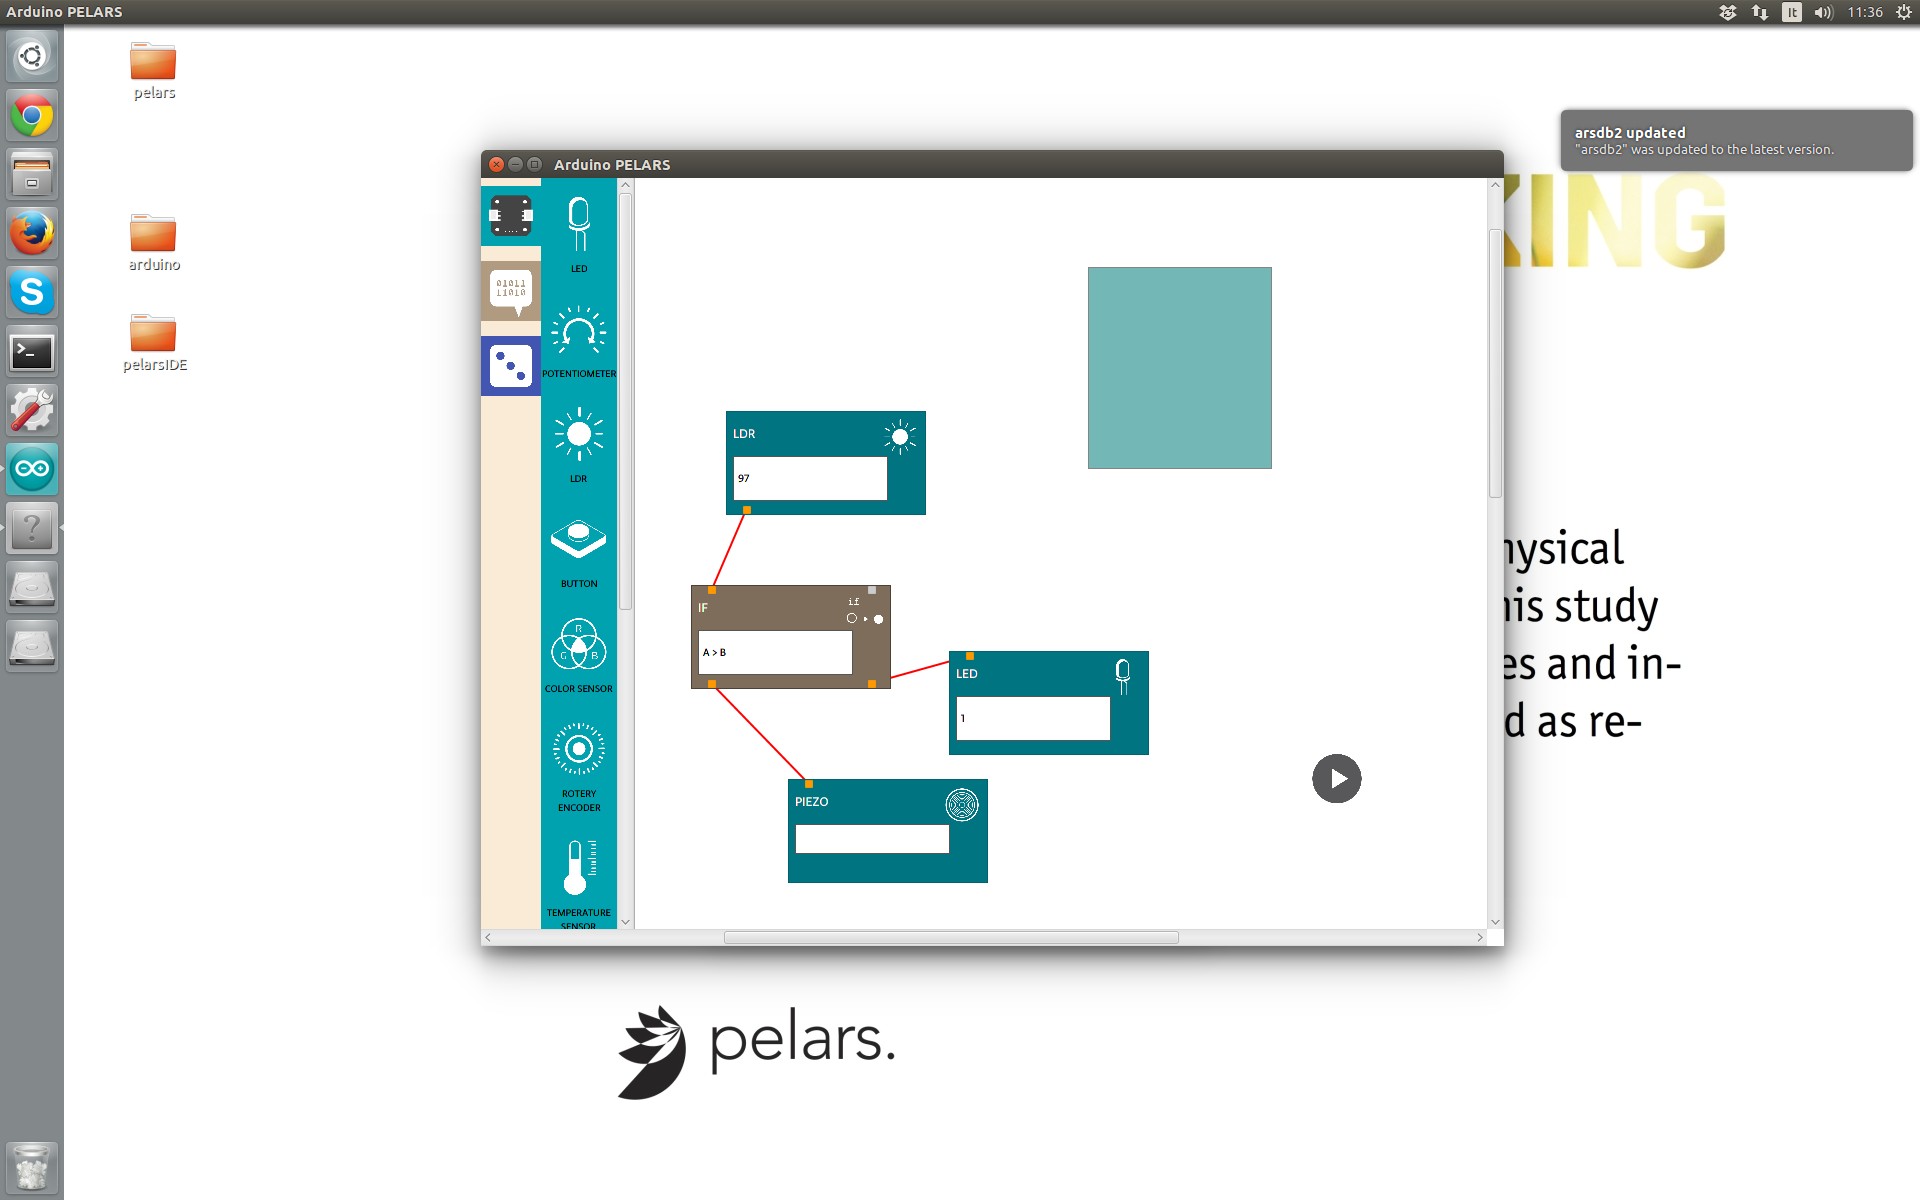 Arduino PELARS
It
11:36
pelars
arduino
pelarsIDE
arsdb2 updated
"arsdb2" was updated to the latest version.
KING
hysical
his study
es and in-
d as re-
Arduino PELARS
01011
11010
LED
POTENTIOMETER
LDR
BUTTON
R
G
B
COLOR SENSOR
ROTERY
ENCODER
TEMPERATURE
SENSOR
LDR
97
IF
if
A > B
LED
1
PIEZO
pelars.